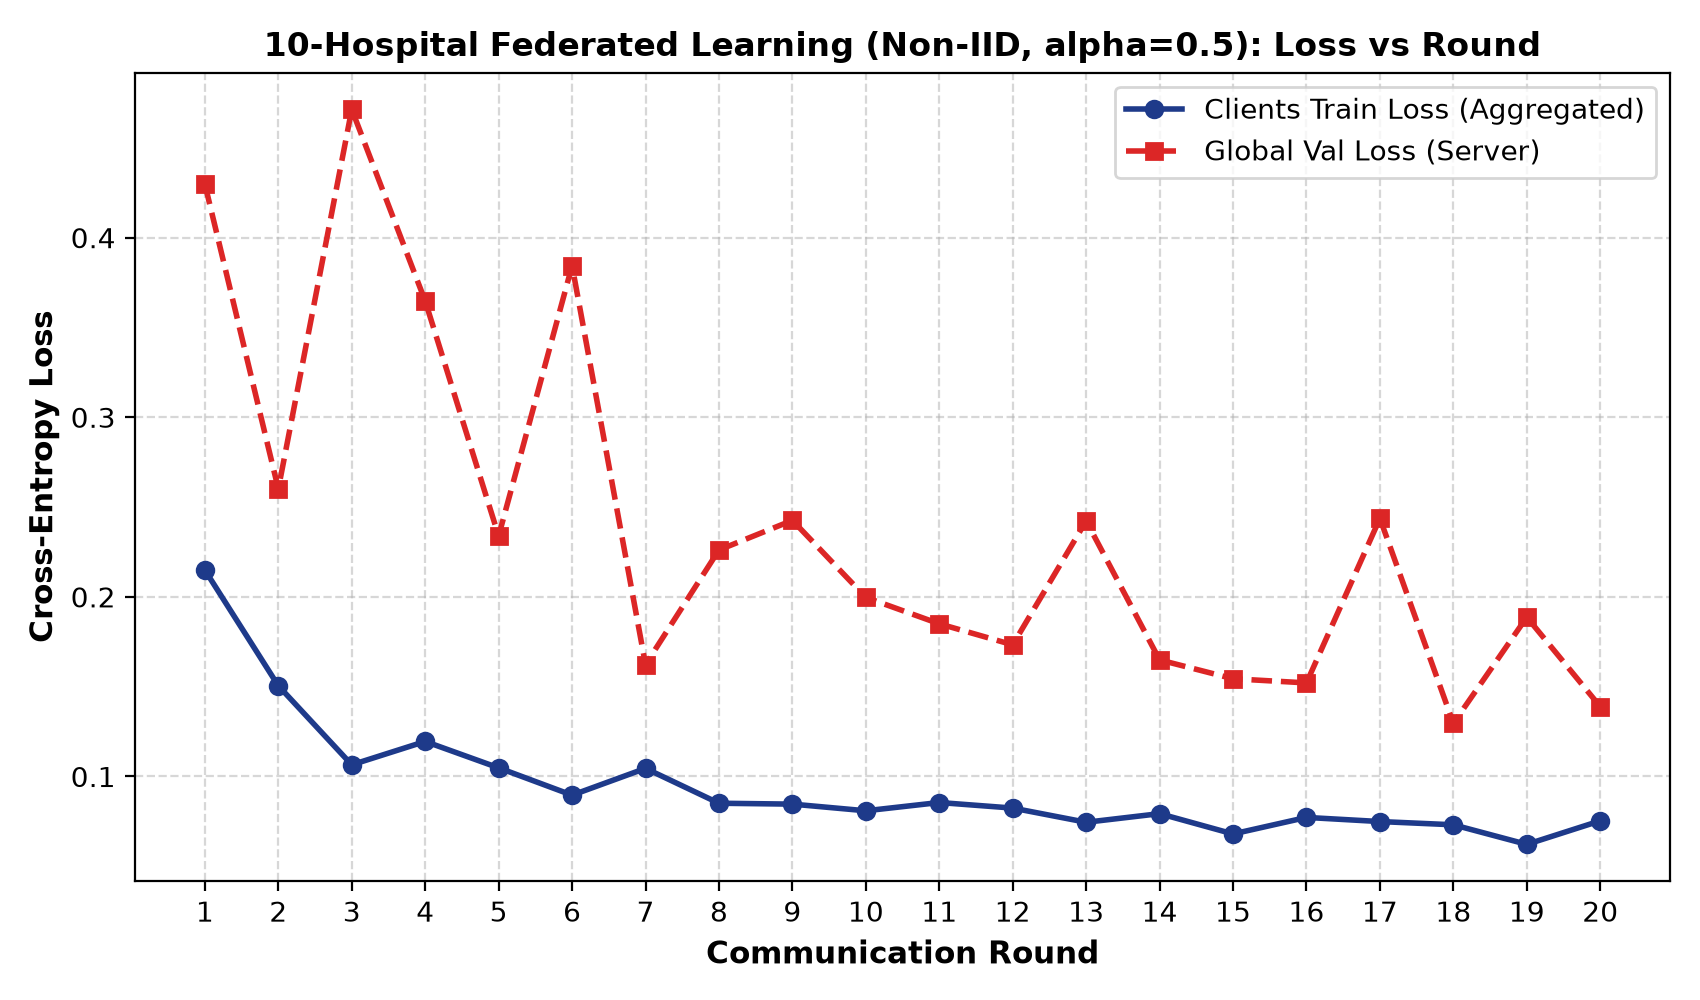 10-Hospital Federated Learning (Non-IID, alpha=0.5): Loss vs Round
Clients Train Loss (Aggregated)
Global Val Loss (Server)
Cross-Entropy Loss
0.4
0.3
0.2
0.1
1 2 3 4 5 6 7 8 9 10 11 12 13 14 15 16 17 18 19 20
Communication Round